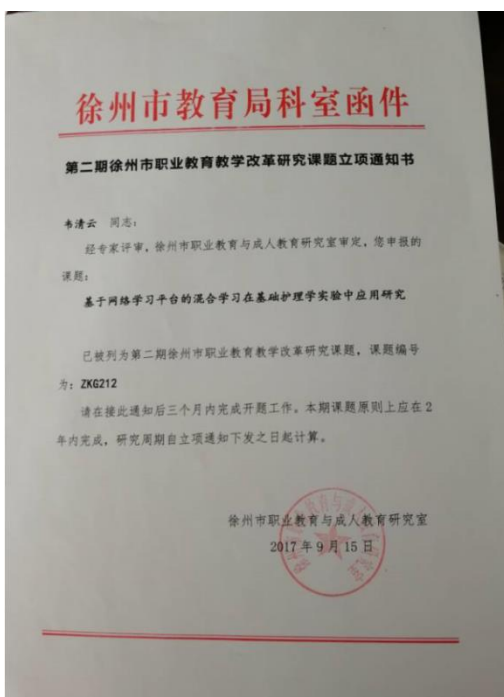 徐州市教育局科室函件
第二期徐州市职业教育教学改革研究课题立项通知书
韦清云 同志：
经专家评审，徐州市职业教育与成人教育研究室审定，您申报的
课题：
基于网络学习平台的混合学习在基础护理学实验中应用研究
已被列为第二期徐州市职业教育教学改革研究课题，课题编号
为：ZKG212
请在接此通知后三个月内完成开题工作。本期课题原则上应在 2
年内完成，研究周期自立项通知下发之日起计算。
徐州市职业教育与成人教育研究室
2017 年 9 月 15 日